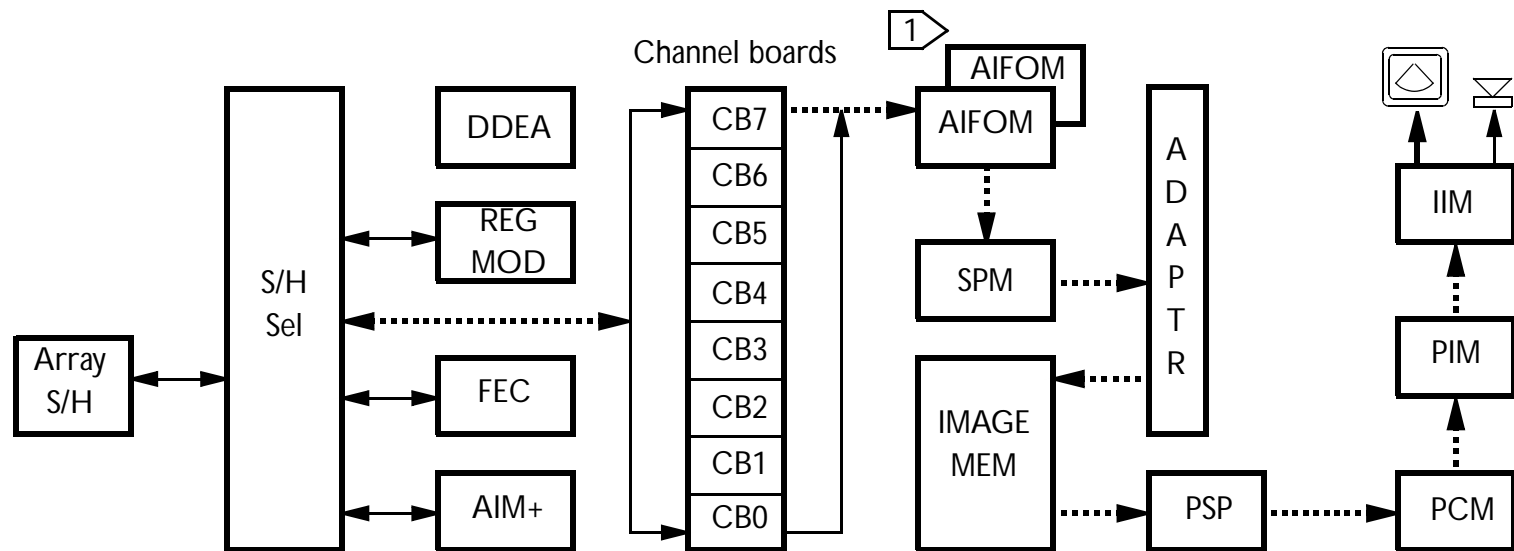 1
Channel boards
AIFOM
AIFOM
DDEA
CB7
CB6
CB5
CB4
CB3
CB2
CB1
CB0
REG
MOD
S/H
Sel
Array
S/H
FEC
AIM+
SPM
A
D
A
P
T
R
IMAGE
MEM
PSP
PCM
PIM
IIM